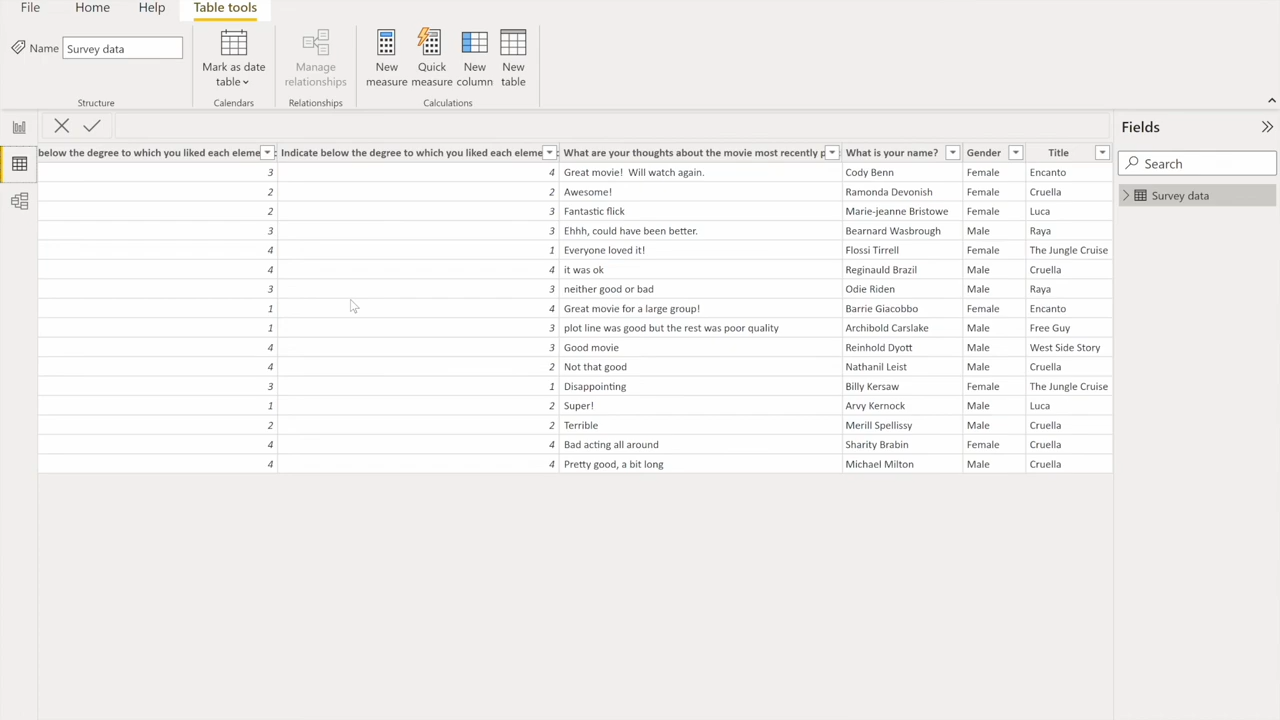 File Home Help Table tools
Name Survey data
Mark as date table
Manage relationships
New measure
Quick measure
New column
New table
Structure Calendars Relationships Calculations
Fields
Search
Survey data
below the degree to which you liked each eleme Indicate below the degree to which you liked each eleme What are your thoughts about the movie most recently What is your name? Gender Title
3 4 Great movie!  Will watch again. Cody Benn Female Encanto
2 2 Awesome! Ramonda Devonish Female Cruella
2 3 Fantastic flick Marie-jeanne Bristowe Female Luca
3 3 Ehhh, could have been better. Bearnard Wasbrough Male Raya
4 1 Everyone loved it! Flossi Tirrell Female The Jungle Cruise
4 4 it was ok Reginauld Brazil Male Cruella
3 3 neither good or bad Odie Riden Male Raya
1 4 Great movie for a large group! Barrie Giacobbo Female Encanto
1 3 plot line was good but the rest was poor quality Archibold Carslake Male Free Guy
4 3 Good movie Reinhold Dyott Male West Side Story
4 2 Not that good Nathanil Leist Male Cruella
3 1 Disappointing Billy Kersaw Female The Jungle Cruise
1 2 Super! Arvy Kernock Male Luca
2 2 Terrible Merill Spellissy Male Cruella
4 4 Bad acting all around Sharity Brabin Female Cruella
4 4 Pretty good, a bit long Michael Milton Male Cruella